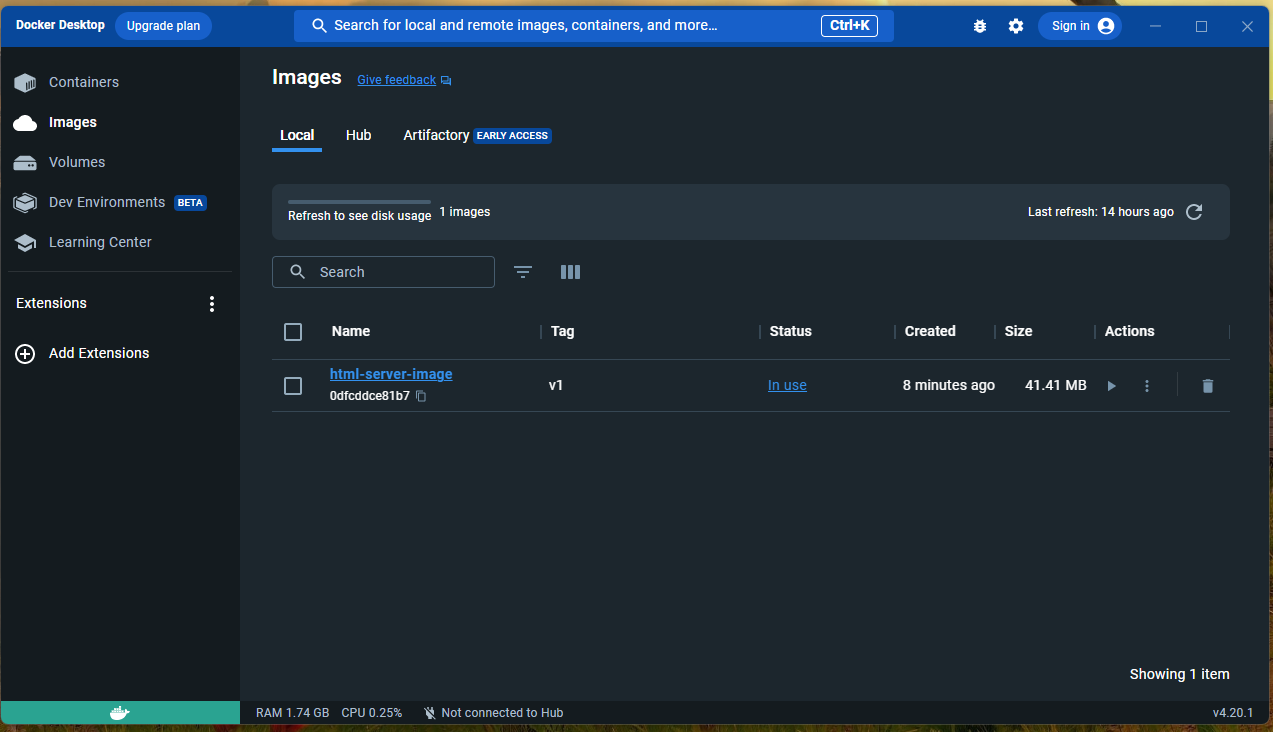 Docker Desktop Upgrade plan Search for local and remote images, containers, and more... Ctrl+K Sign in
Containers
Images
Volumes
Dev Environments BETA
Learning Center
Extensions
Add Extensions
Images Give feedback
Local Hub Artifactory EARLY ACCESS
Refresh to see disk usage 1 images Last refresh: 14 hours ago
Search
Name Tag Status Created Size Actions
html-server-image v1 In use 8 minutes ago 41.41 MB
0dfcddce81b7
Showing 1 item
RAM 1.74 GB CPU 0.25% Not connected to Hub v4.20.1